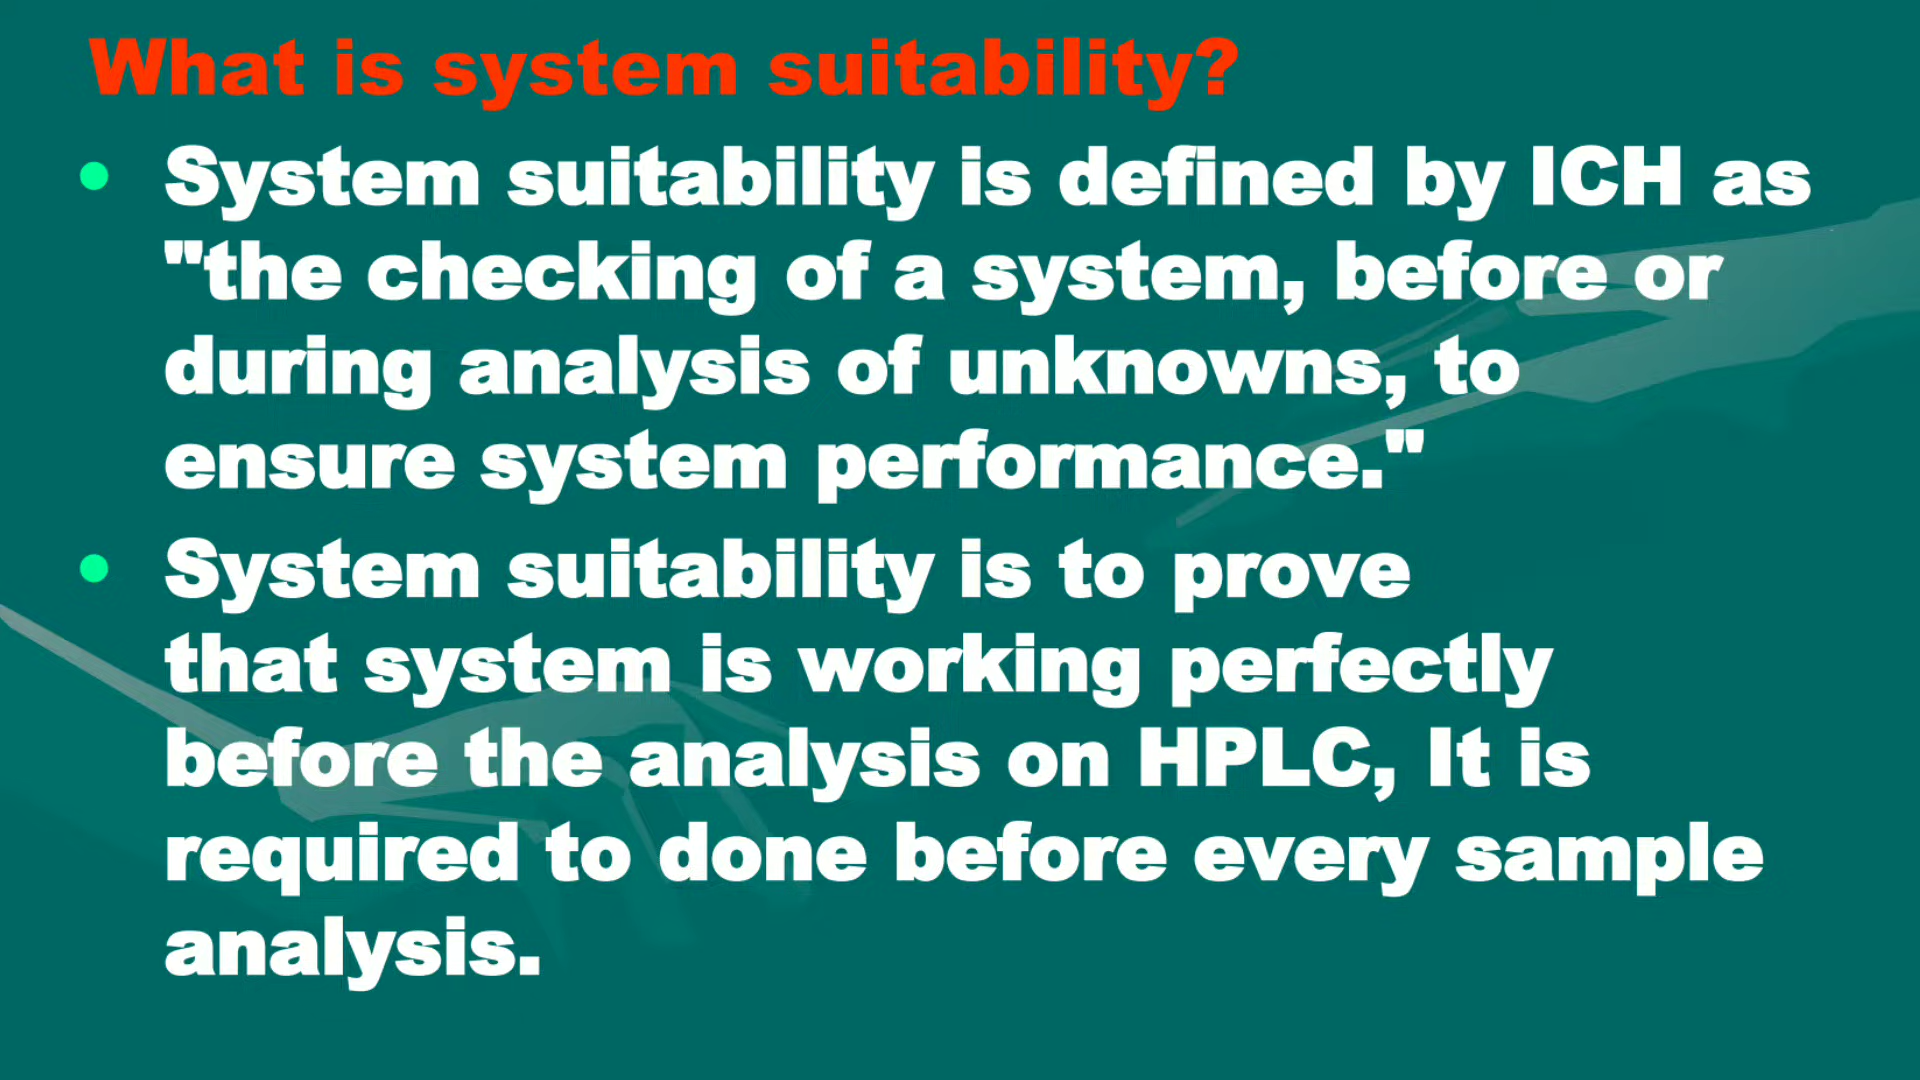 What is system suitability?
• System suitability is defined by ICH as
"the checking of a system, before or
during analysis of unknowns, to
ensure system performance."
• System suitability is to prove
that system is working perfectly
before the analysis on HPLC, It is
required to done before every sample
analysis.